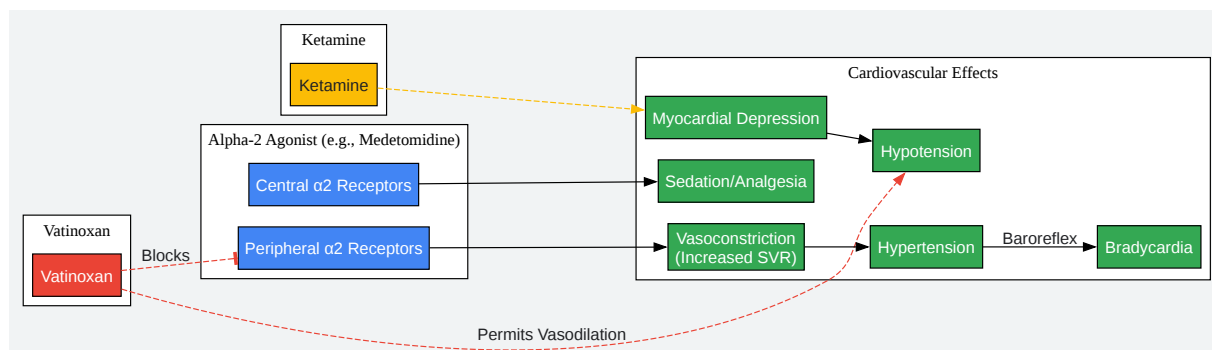 Ketamine
Ketamine
Cardiovascular Effects
Myocardial Depression
Hypotension
Alpha-2 Agonist (e.g., Medetomidine)
Central α2 Receptors
Sedation/Analgesia
Vatinoxan
Vatinoxan
Blocks
Peripheral α2 Receptors
Vasoconstriction
(Increased SVR)
Hypertension
Baroreflex
Bradycardia
Permits Vasodilation